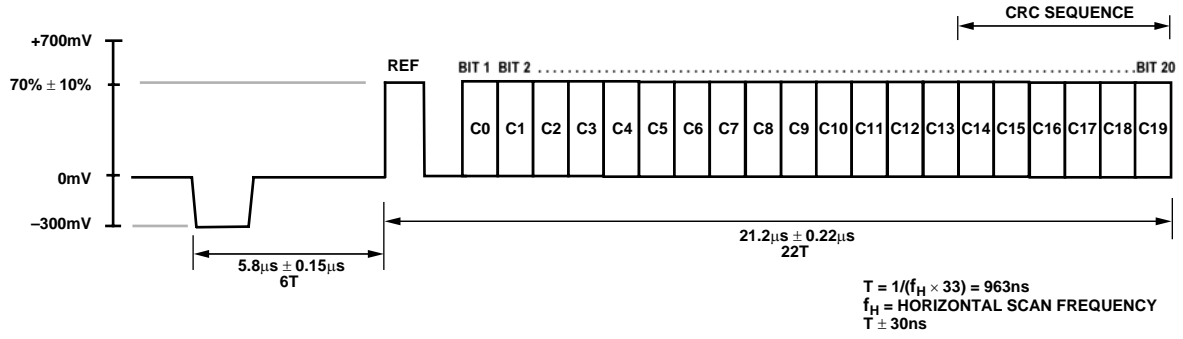 CRC SEQUENCE
+700mV
REF
BIT 1 BIT 2 ........................................................................ BIT 20
70% ± 10%
C0 C1 C2 C3 C4 C5 C6 C7 C8 C9 C10 C11 C12 C13 C14 C15 C16 C17 C18 C19
0mV
–300mV
21.2μs ± 0.22μs
22T
5.8μs ± 0.15μs
6T
T = 1/(fH × 33) = 963ns
fH = HORIZONTAL SCAN FREQUENCY
T ± 30ns